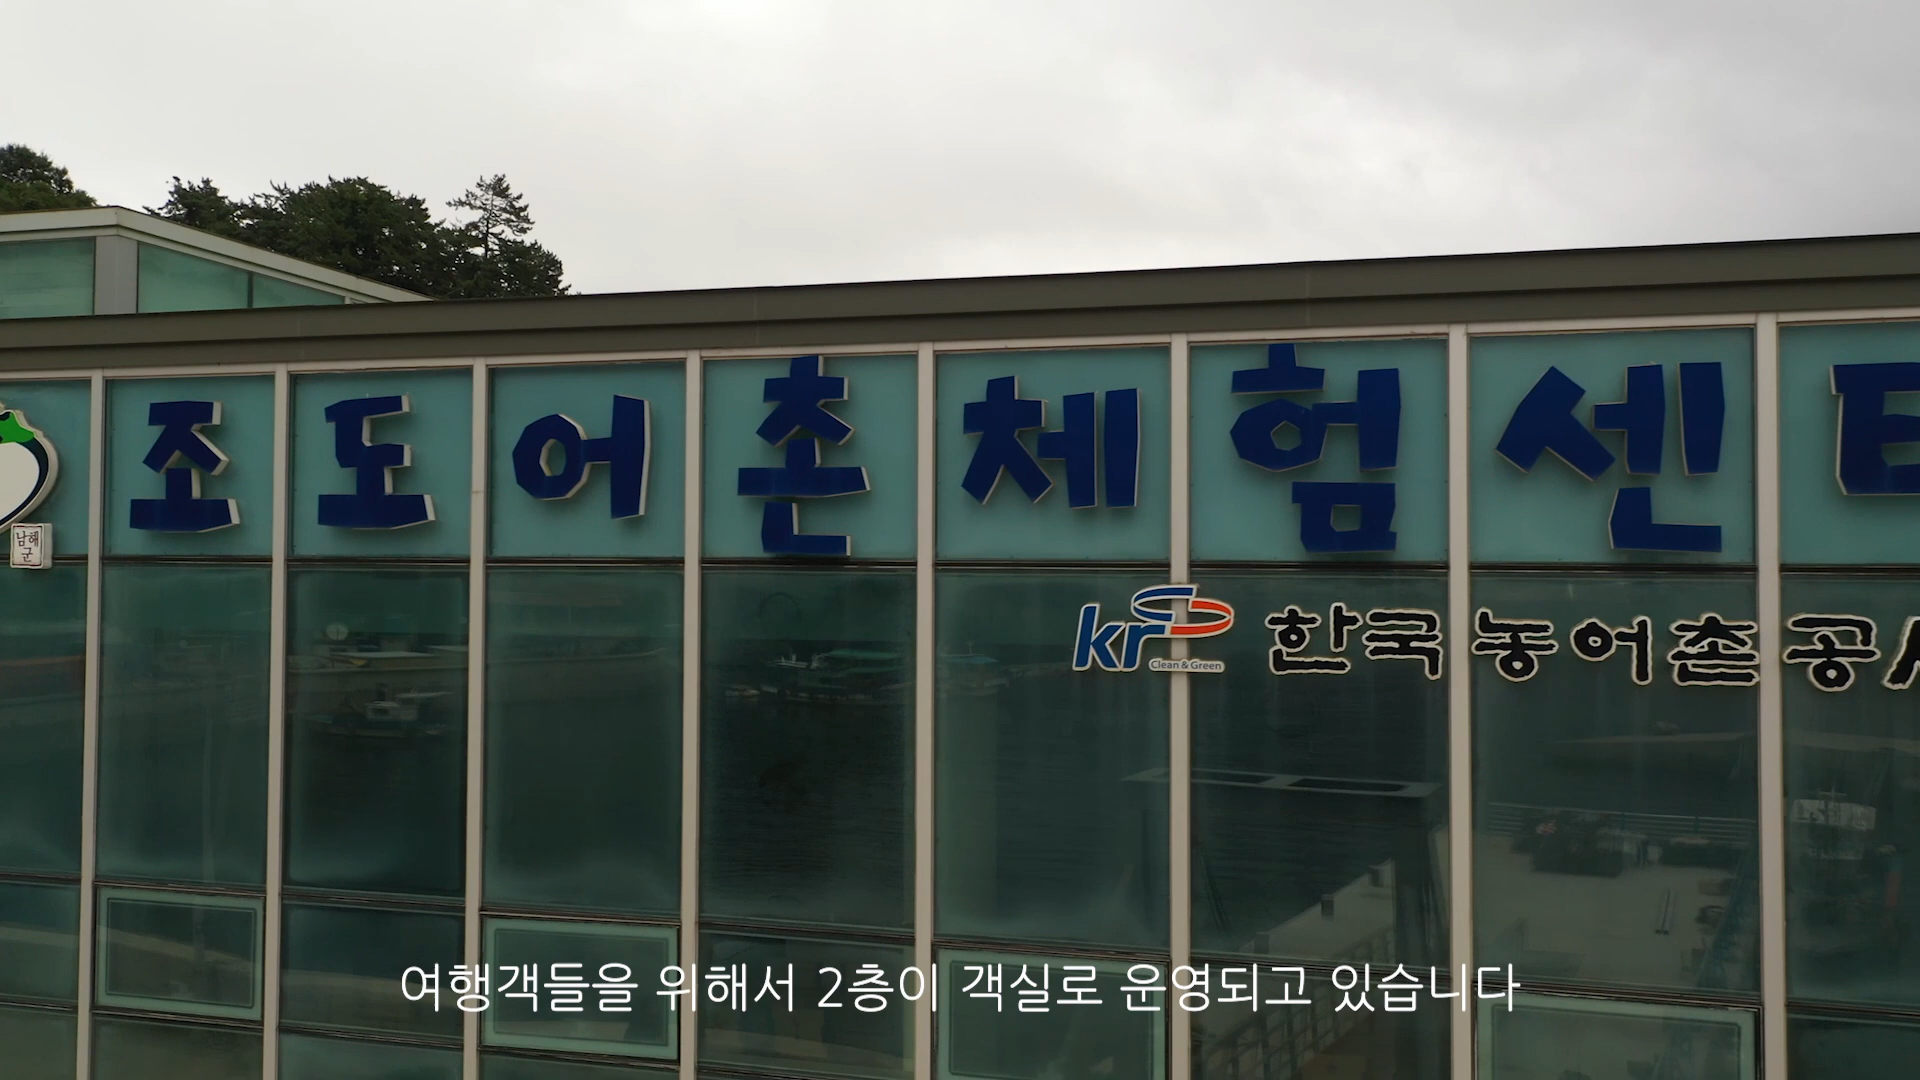 조도어촌체험센터
남해
군
kr Clean & Green 한국농어촌공사
여행객들을 위해서 2층이 객실로 운영되고 있습니다